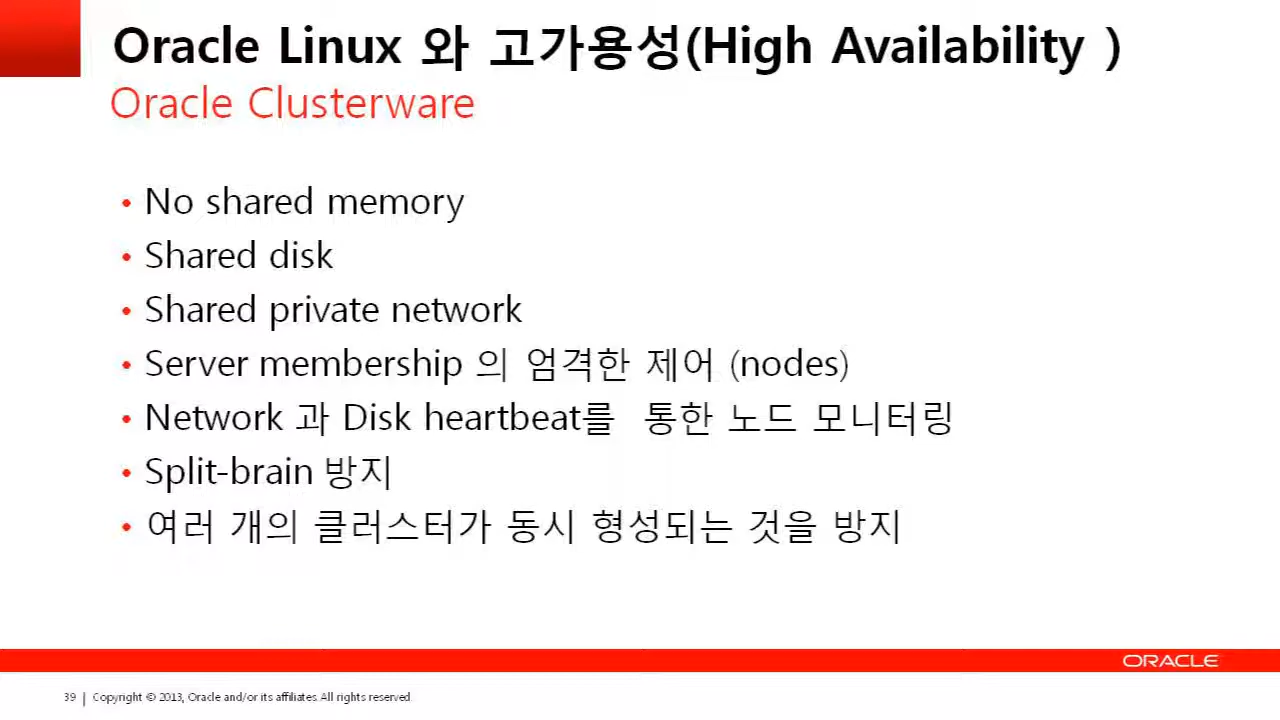 Oracle Linux 와 고가용성(High Availability )
Oracle Clusterware
• No shared memory
• Shared disk
• Shared private network
• Server membership 의 엄격한 제어 (nodes)
• Network 과 Disk heartbeat를 통한 노드 모니터링
• Split-brain 방지
• 여러 개의 클러스터가 동시 형성되는 것을 방지
ORACLE
39 | Copyright © 2013, Oracle and/or its affiliates. All rights reserved.